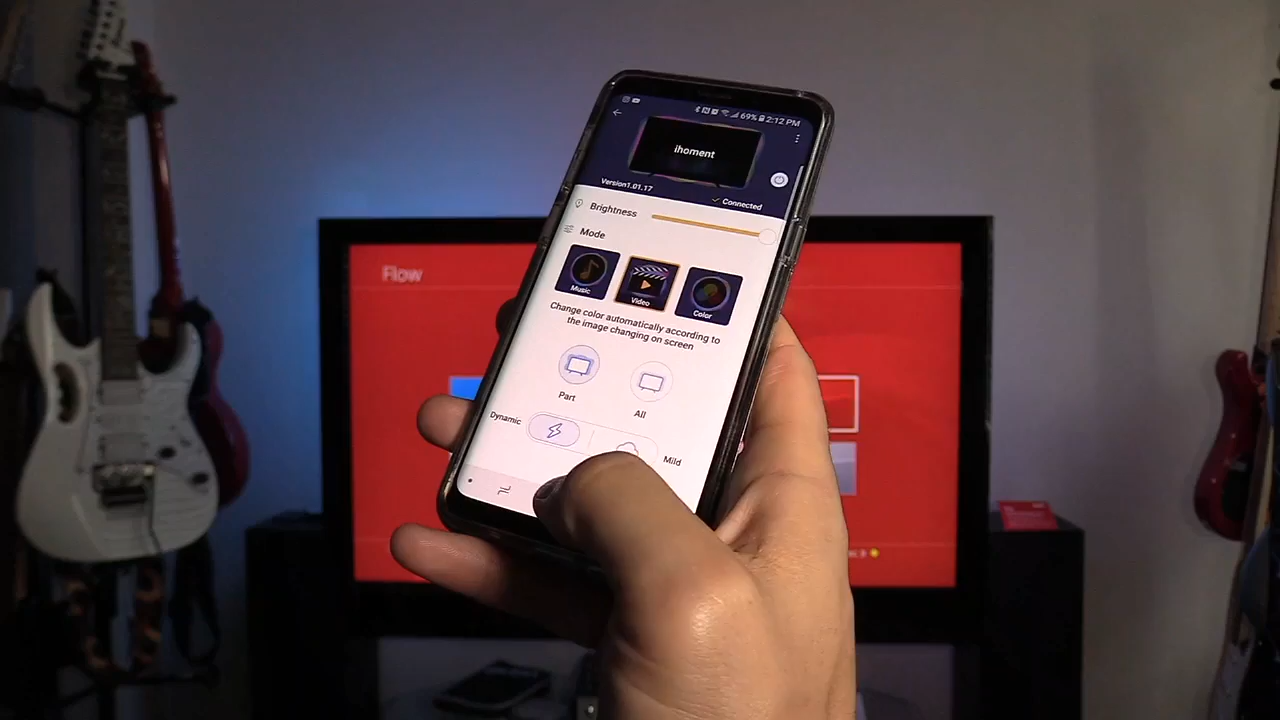 69% 2:12 PM
ihoment
Version1.01.17
Connected
Brightness
Mode
Music
Video
Color
Change color automatically according to
the image changing on screen
Part
All
Dynamic
Mild
Flow